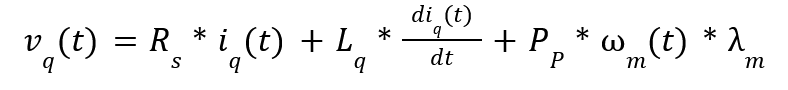 v_q(t) = R_s * i_q(t) + L_q * di_q(t)/dt + P_P * ω_m(t) * λ_m